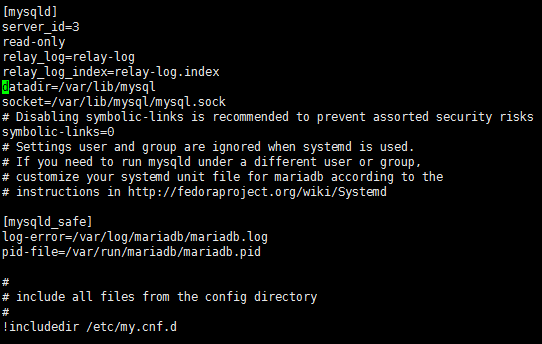 [mysqld]
server_id=3
read-only
relay_log=relay-log
relay_log_index=relay-log.index
datadir=/var/lib/mysql
socket=/var/lib/mysql/mysql.sock
# Disabling symbolic-links is recommended to prevent assorted security risks
symbolic-links=0
# Settings user and group are ignored when systemd is used.
# If you need to run mysqld under a different user or group,
# customize your systemd unit file for mariadb according to the
# instructions in http://fedoraproject.org/wiki/Systemd
[mysqld_safe]
log-error=/var/log/mariadb/mariadb.log
pid-file=/var/run/mariadb/mariadb.pid
#
# include all files from the config directory
#
!includedir /etc/my.cnf.d